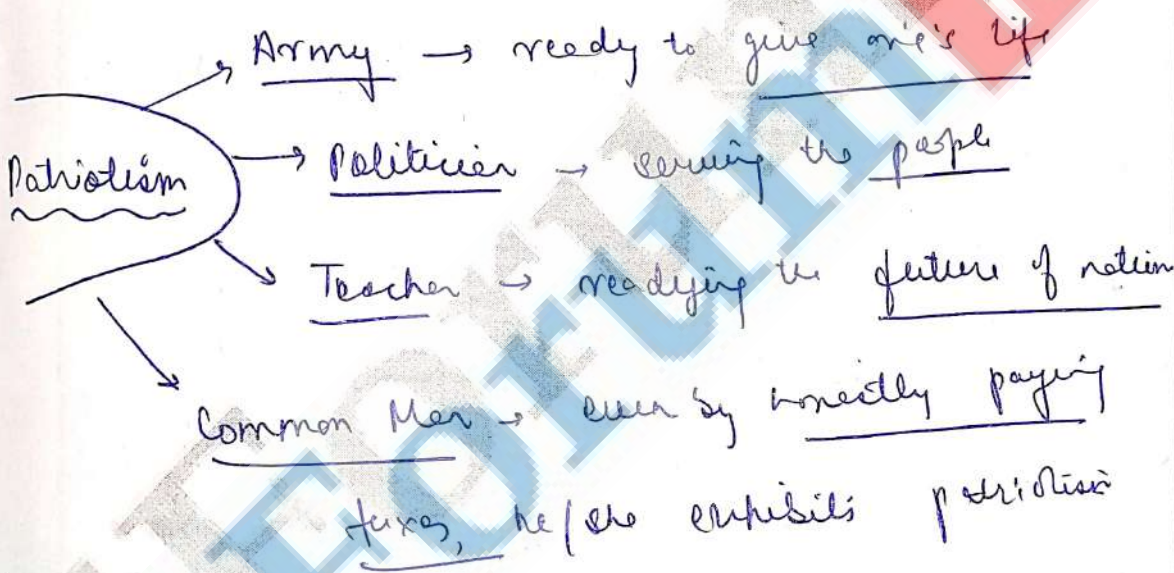 Army → ready to give one's life
Patriotism
Politician → serving the people
Teacher → readying the future of nation
Common Man → even by honestly paying
taxes, he/she exhibits patriotism
Forum